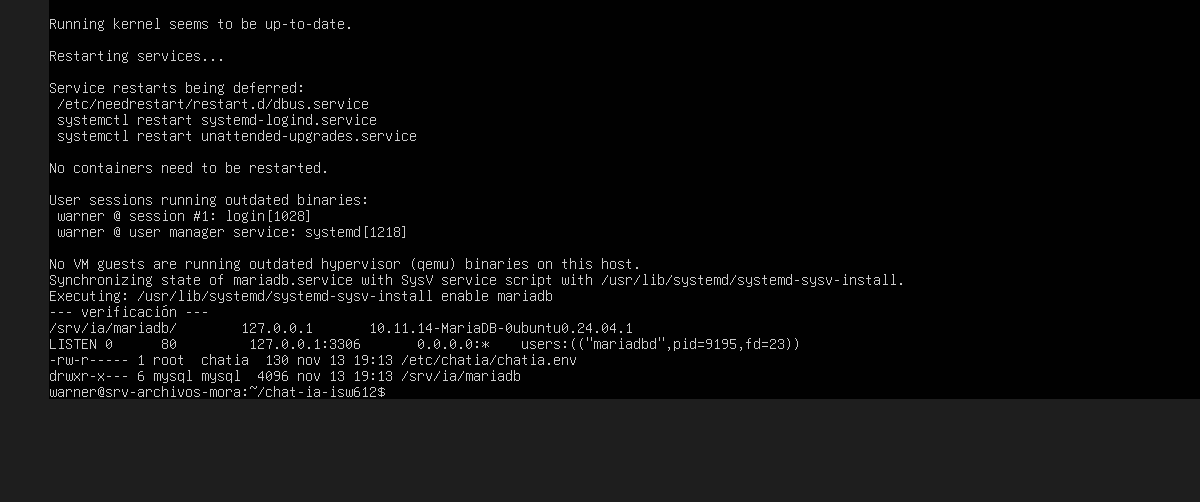 Running kernel seems to be up-to-date.
Restarting services...
Service restarts being deferred:
/etc/needrestart/restart.d/dbus.service
systemctl restart systemd-logind.service
systemctl restart unattended-upgrades.service
No containers need to be restarted.
User sessions running outdated binaries:
warner @ session #1: login[1028]
warner @ user manager service: systemd[1218]
No VM guests are running outdated hypervisor (qemu) binaries on this host.
Synchronizing state of mariadb.service with SysV service script with /usr/lib/systemd/systemd-sysv-install.
Executing: /usr/lib/systemd/systemd-sysv-install enable mariadb
--- verificación ---
/srv/ia/mariadb/        127.0.0.1       10.11.14-MariaDB-0ubuntu0.24.04.1
LISTEN 0      80         127.0.0.1:3306       0.0.0.0:*    users:(("mariadbd",pid=9195,fd=23))
-rw-r----- 1 root  chatia  130 nov 13 19:13 /etc/chatia/chatia.env
drwxr-x--- 6 mysql mysql  4096 nov 13 19:13 /srv/ia/mariadb
warner@srv-archivos-mora:~/chat-ia-isw612$